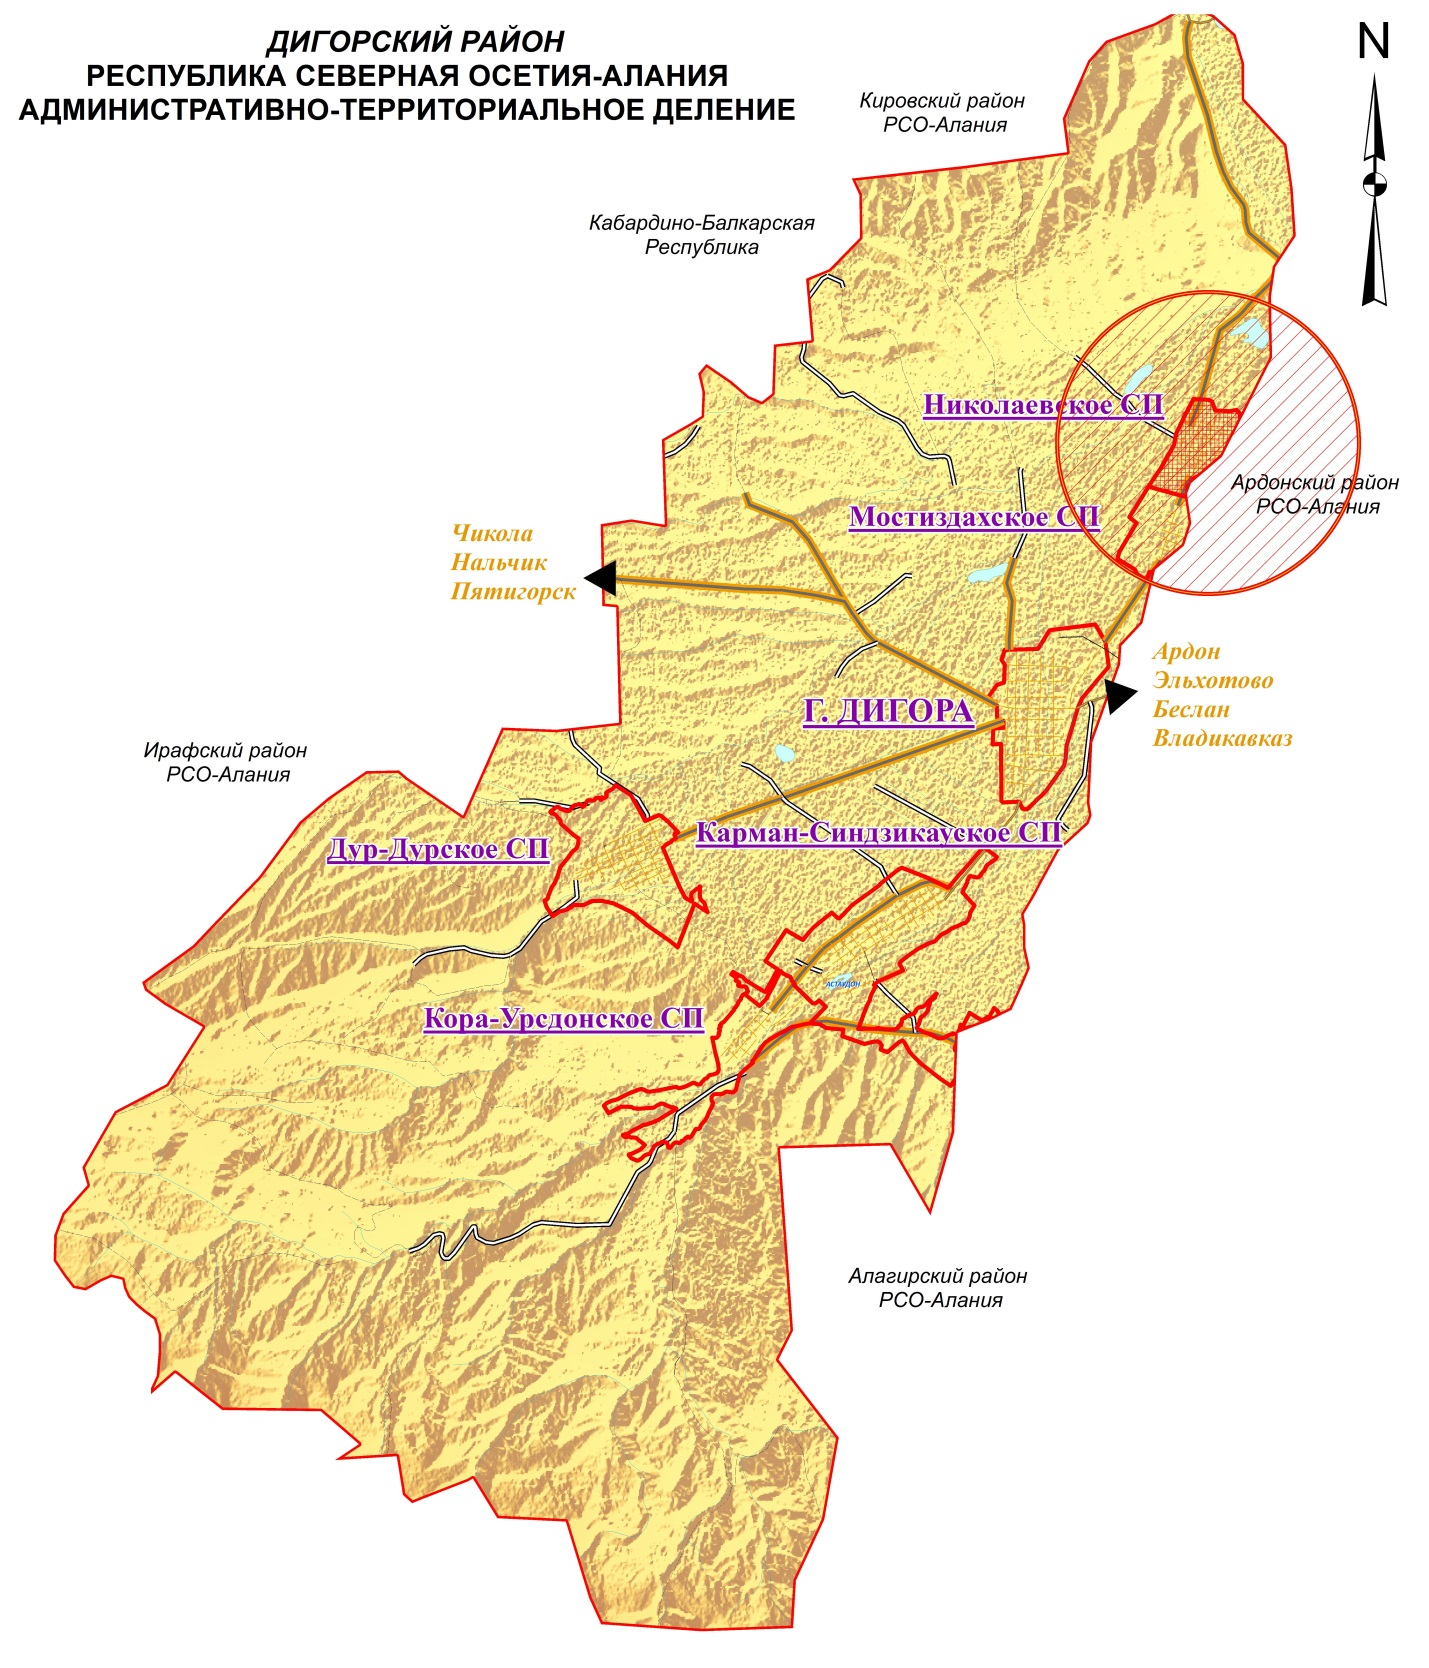 ДИГОРСКИЙ РАЙОН
РЕСПУБЛИКА СЕВЕРНАЯ ОСЕТИЯ-АЛАНИЯ
АДМИНИСТРАТИВНО-ТЕРРИТОРИАЛЬНОЕ ДЕЛЕНИЕ
N
Кировский район
РСО-Алания
Кабардино-Балкарская
Республика
Николаевское СП
Ардонский район
РСО-Алания
Мостиздахское СП
Чикола
Нальчик
Пятигорск
Ардон
Эльхотово
Беслан
Владикавказ
Г. ДИГОРА
Ирафский район
РСО-Алания
Карман-Синдзикауское СП
Дур-Дурское СП
АСТАУДОН
Кора-Урсдонское СП
Алагирский район
РСО-Алания